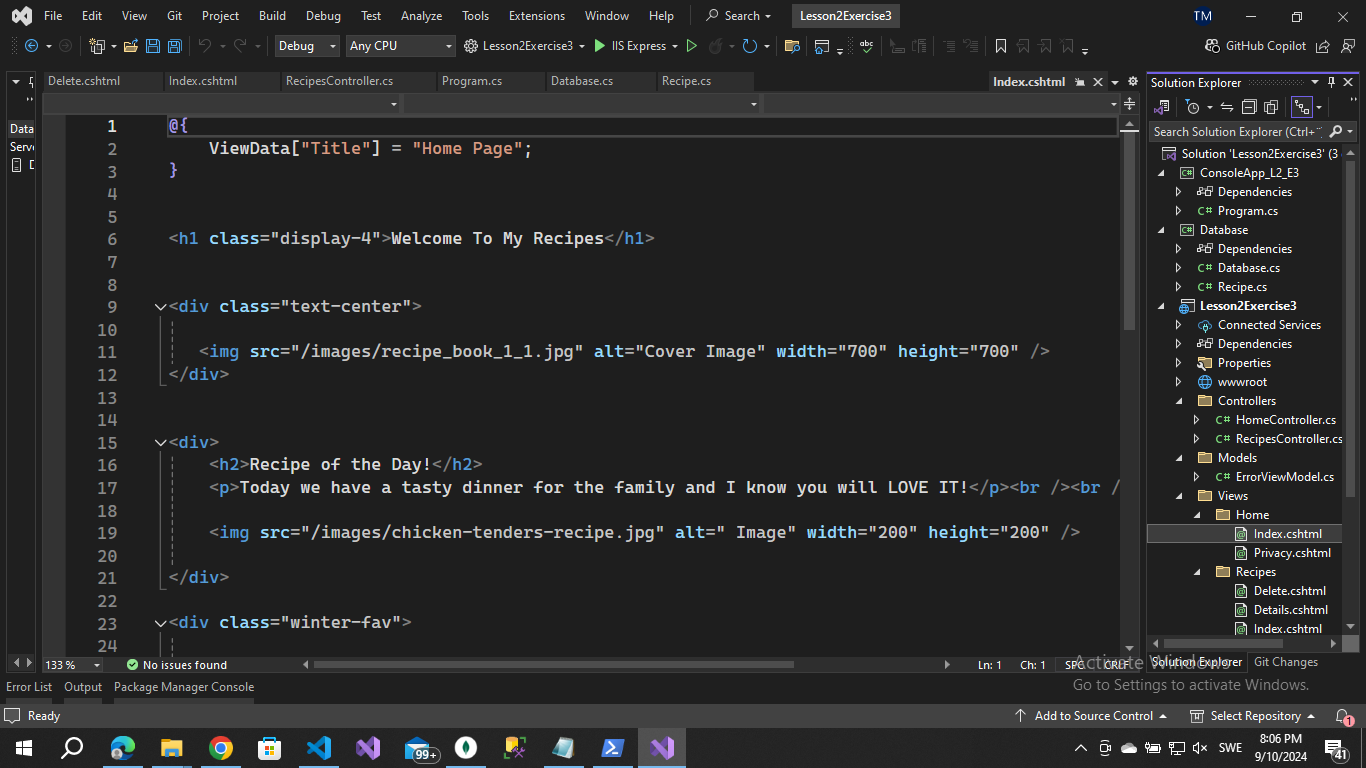 File Edit View Git Project Build Debug Test Analyze Tools Extensions Window Help Search Lesson2Exercise3 TM
Debug Any CPU Lesson2Exercise3 IIS Express GitHub Copilot
Delete.cshtml Index.cshtml RecipesController.cs Program.cs Database.cs Recipe.cs Index.cshtml
Data
Serv
1 @{
2 ViewData["Title"] = "Home Page";
3 }
4
5
6 <h1 class="display-4">Welcome To My Recipes</h1>
7
8
9 <div class="text-center">
10
11 <img src="/images/recipe_book_1_1.jpg" alt="Cover Image" width="700" height="700" />
12 </div>
13
14
15 <div>
16 <h2>Recipe of the Day!</h2>
17 <p>Today we have a tasty dinner for the family and I know you will LOVE IT!</p><br /><br /
18
19 <img src="/images/chicken-tenders-recipe.jpg" alt=" Image" width="200" height="200" />
20
21 </div>
22
23 <div class="winter-fav">
24
133 % No issues found Ln: 1 Ch: 1 SPC CRLF
Solution Explorer
Search Solution Explorer (Ctrl+
Solution 'Lesson2Exercise3' (3
ConsoleApp_L2_E3
Dependencies
C# Program.cs
Database
Dependencies
C# Database.cs
C# Recipe.cs
Lesson2Exercise3
Connected Services
Dependencies
Properties
wwwroot
Controllers
C# HomeController.cs
C# RecipesController.cs
Models
C# ErrorViewModel.cs
Views
Home
Index.cshtml
Privacy.cshtml
Recipes
Delete.cshtml
Details.cshtml
Index.cshtml
Solution Explorer Git Changes
Activate Windows
Go to Settings to activate Windows.
Error List Output Package Manager Console
Ready Add to Source Control Select Repository 1
99+ SWE 8:06 PM
9/10/2024 41